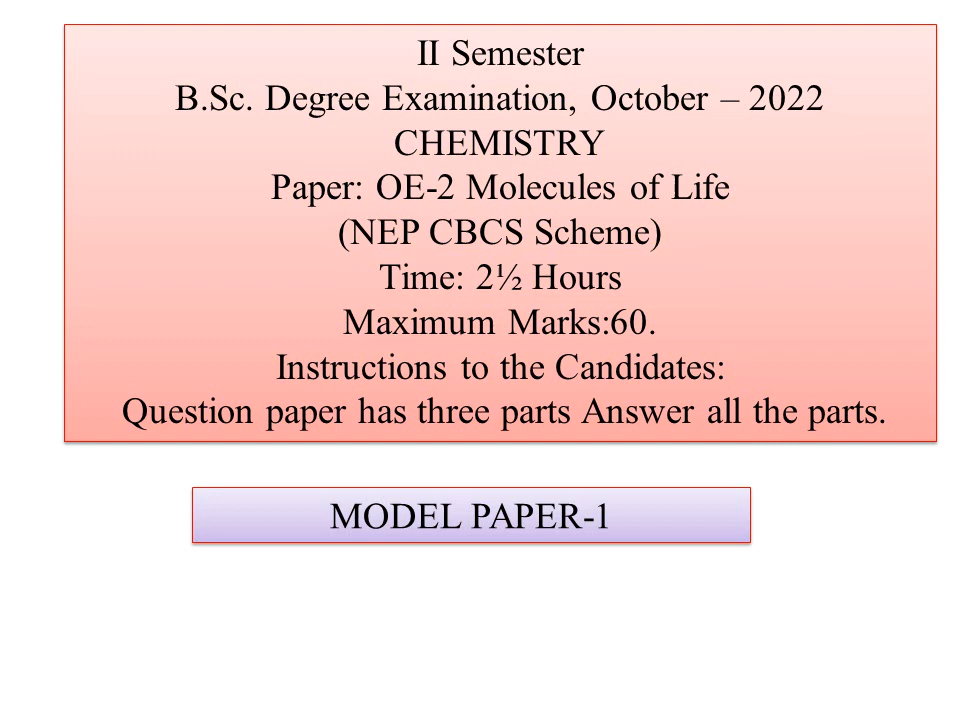 II Semester
B.Sc. Degree Examination, October – 2022
CHEMISTRY
Paper: OE-2 Molecules of Life
(NEP CBCS Scheme)
Time: 2½ Hours
Maximum Marks:60.
Instructions to the Candidates:
Question paper has three parts Answer all the parts.
MODEL PAPER-1